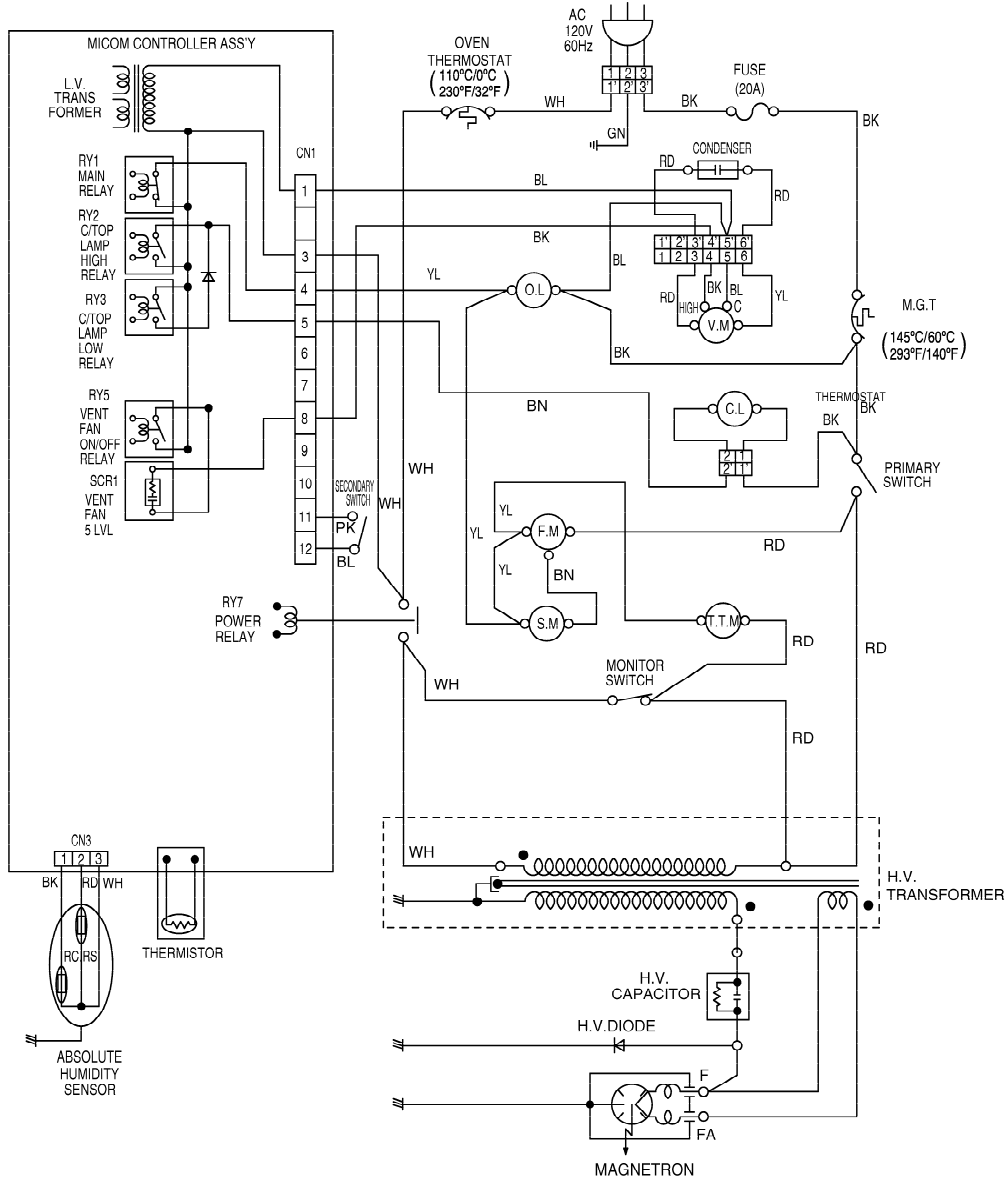 MICOM CONTROLLER ASS'Y
L.V.
TRANS
FORMER
RY1
MAIN
RELAY
RY2
C/TOP
LAMP
HIGH
RELAY
RY3
C/TOP
LAMP
LOW
RELAY
RY5
VENT
FAN
ON/OFF
RELAY
SCR1
VENT
FAN
5 LVL
CN1
1
3
4
5
6
7
8
9
10
11
12
OVEN
THERMOSTAT
(110°C/0°C
230°F/32°F)
AC
120V
60Hz
1 2 3
1' 2' 3'
WH
GN
BK
FUSE
(20A)
BK
CONDENSER
RD
RD
BL
BK
1' 2' 3' 4' 5' 6'
1 2 3 4 5 6
YL
O.L
BL
RD
HIGH
BK
BL
C
YL
V.M
M.G.T
(145°C/60°C
293°F/140°F)
BK
THERMOSTAT
BK
C.L
BN
BK
2 1
2' 1'
PRIMARY
SWITCH
WH
SECONDARY
SWITCH
WH
PK
BL
YL
YL
F.M
RD
YL
BN
S.M
RY7
POWER
RELAY
T.T.M
RD
RD
MONITOR
SWITCH
WH
RD
CN3
1 2 3
BK
RD
WH
RC
RS
ABSOLUTE
HUMIDITY
SENSOR
THERMISTOR
WH
H.V.
TRANSFORMER
H.V.
CAPACITOR
H.V.DIODE
F
FA
MAGNETRON